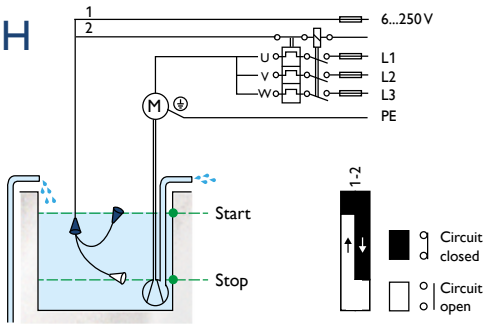 H
1
2
6...250 V
U
L1
V
L2
W
L3
M
PE
Start
Stop
1-2
Circuit
closed
Circuit
open